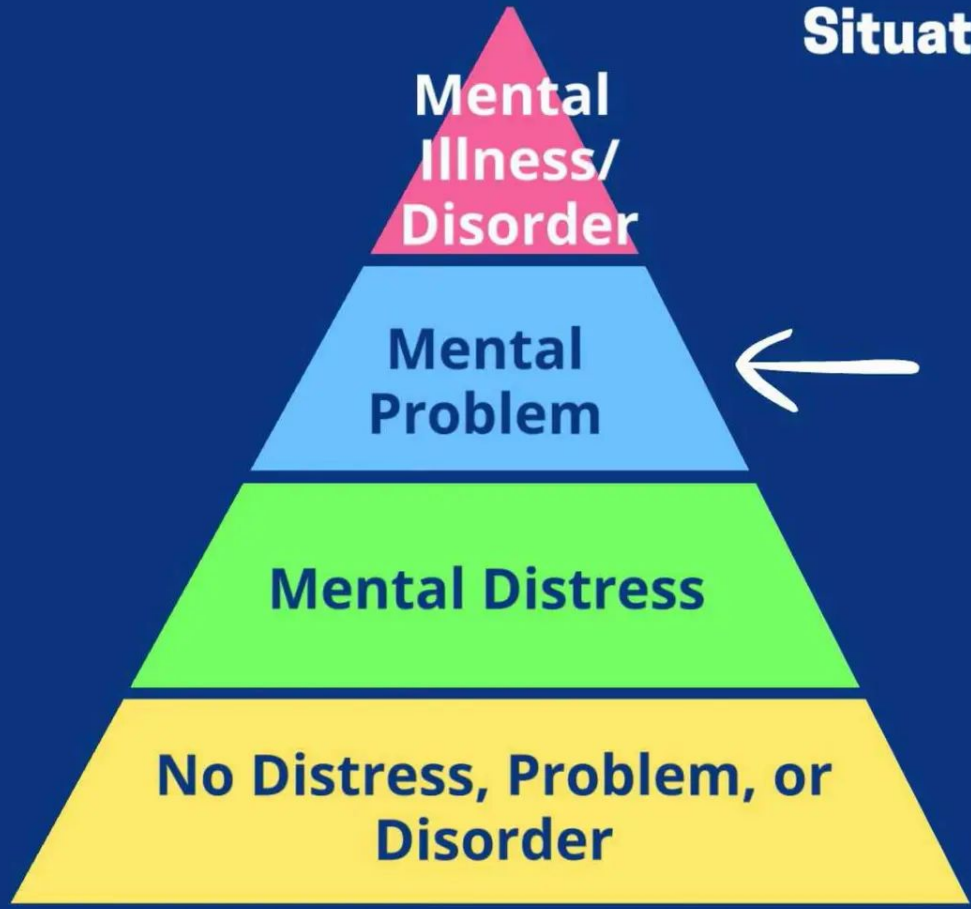 Situat
Mental
Illness/
Disorder
Mental
Problem
Mental Distress
No Distress, Problem, or
Disorder